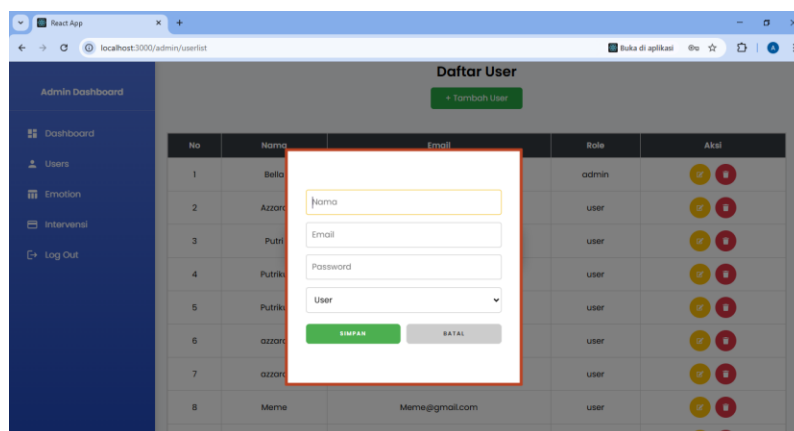 React App
localhost:3000/admin/userlist
Buka di aplikasi
A
Admin Dashboard
Dashboard
Users
Emotion
Intervensi
Log Out
Daftar User
+ Tambah User
No Nama Email Role Aksi
1 Bella admin
2 user
3 Putri user
4 user
5 user
6 user
7 user
8 Meme Meme@gmail.com user
Nama
Email
Password
User
SIMPAN BATAL